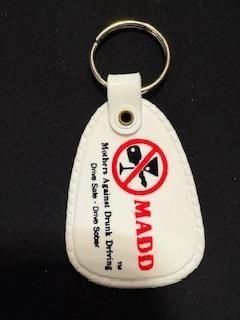 MADD
Mothers Against Drunk Driving ™
Drive Safe - Drive Sober